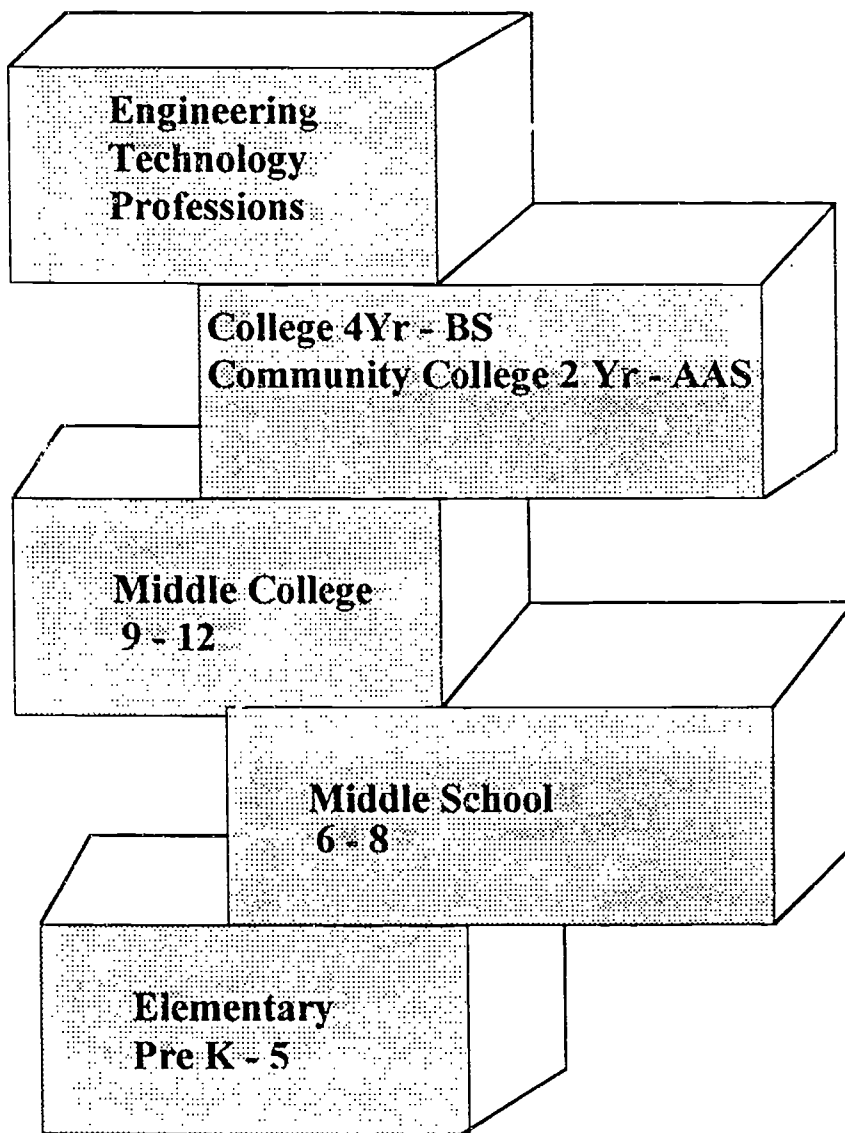 Engineering
Technology
Professions
College 4Yr - BS
Community College 2 Yr - AAS
Middle College
9 - 12
Middle School
6 - 8
Elementary
Pre K - 5